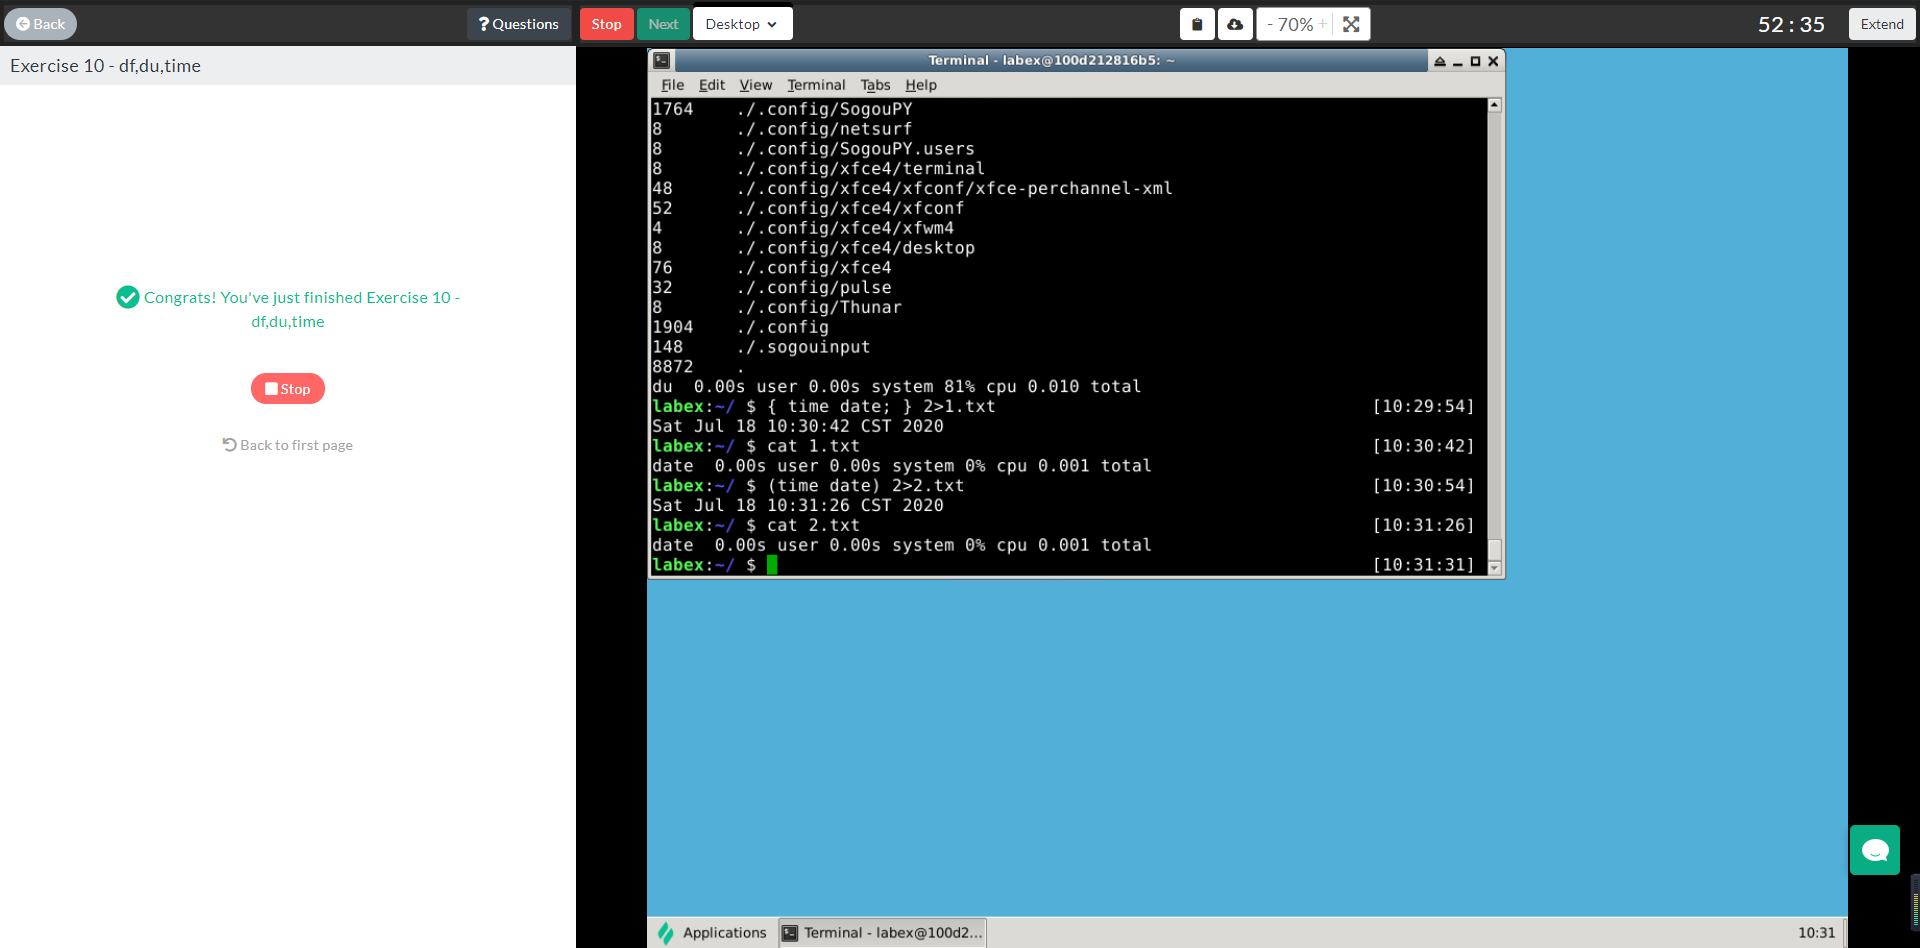 Back
? Questions
Stop
Next
Desktop
- 70% +
52 : 35
Extend
Exercise 10 - df,du,time
Congrats! You've just finished Exercise 10 -
df,du,time
Stop
Back to first page
Terminal - labex@100d212816b5: ~
File Edit View Terminal Tabs Help
1764 ./.config/SogouPY
8 ./.config/netsurf
8 ./.config/SogouPY.users
8 ./.config/xfce4/terminal
48 ./.config/xfce4/xfconf/xfce-perchannel-xml
52 ./.config/xfce4/xfconf
4 ./.config/xfce4/xfwm4
8 ./.config/xfce4/desktop
76 ./.config/xfce4
32 ./.config/pulse
8 ./.config/Thunar
1904 ./.config
148 ./.sogouinput
8872 .
du 0.00s user 0.00s system 81% cpu 0.010 total
labex:~/ $ { time date; } 2>1.txt [10:29:54]
Sat Jul 18 10:30:42 CST 2020
labex:~/ $ cat 1.txt [10:30:42]
date 0.00s user 0.00s system 0% cpu 0.001 total
labex:~/ $ (time date) 2>2.txt [10:30:54]
Sat Jul 18 10:31:26 CST 2020
labex:~/ $ cat 2.txt [10:31:26]
date 0.00s user 0.00s system 0% cpu 0.001 total
labex:~/ $ [10:31:31]
Applications
Terminal - labex@100d2...
10:31